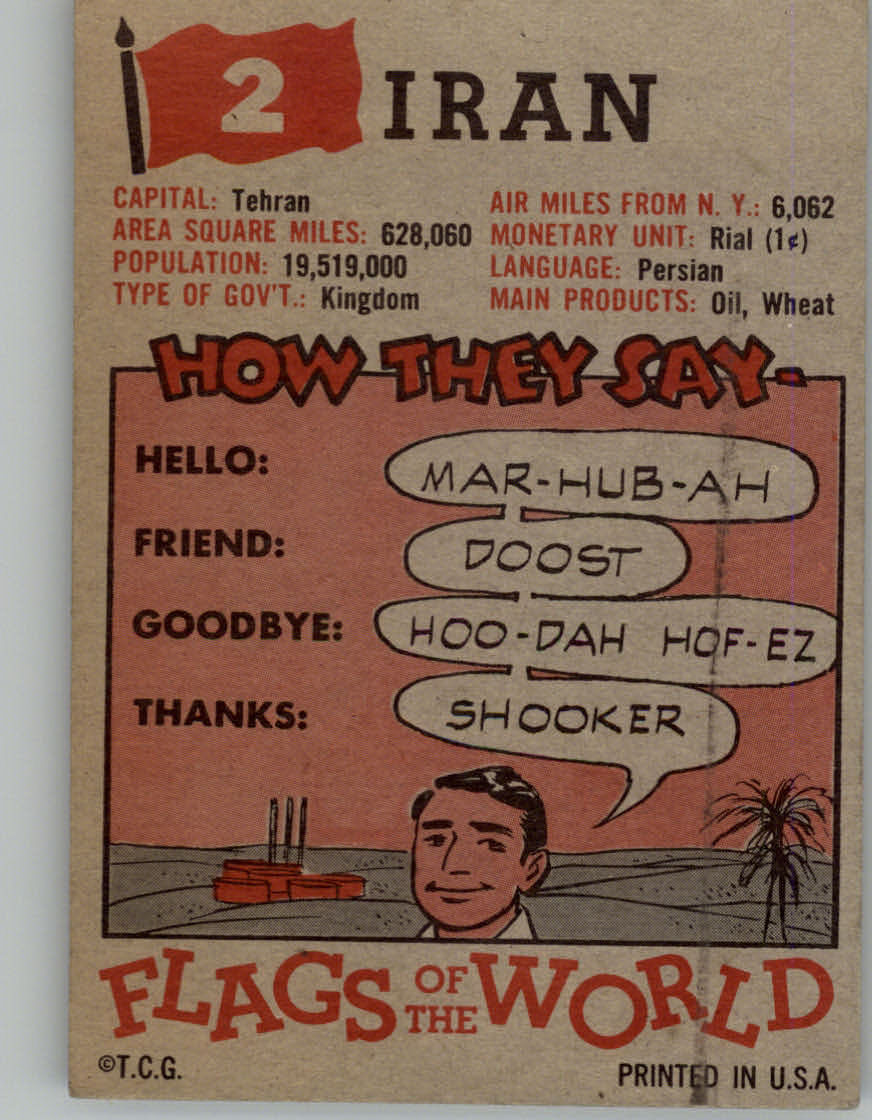 2 IRAN
CAPITAL: Tehran
AREA SQUARE MILES: 628,060
POPULATION: 19,519,000
TYPE OF GOV'T.: Kingdom
AIR MILES FROM N. Y.: 6,062
MONETARY UNIT: Rial (1¢)
LANGUAGE: Persian
MAIN PRODUCTS: Oil, Wheat
HOW THEY SAY-
HELLO: MAR-HUB-AH
FRIEND: DOOST
GOODBYE: HOO-DAH HOF-EZ
THANKS: SHOOKER
FLAGS OF THE WORLD
©T.C.G.
PRINTED IN U.S.A.